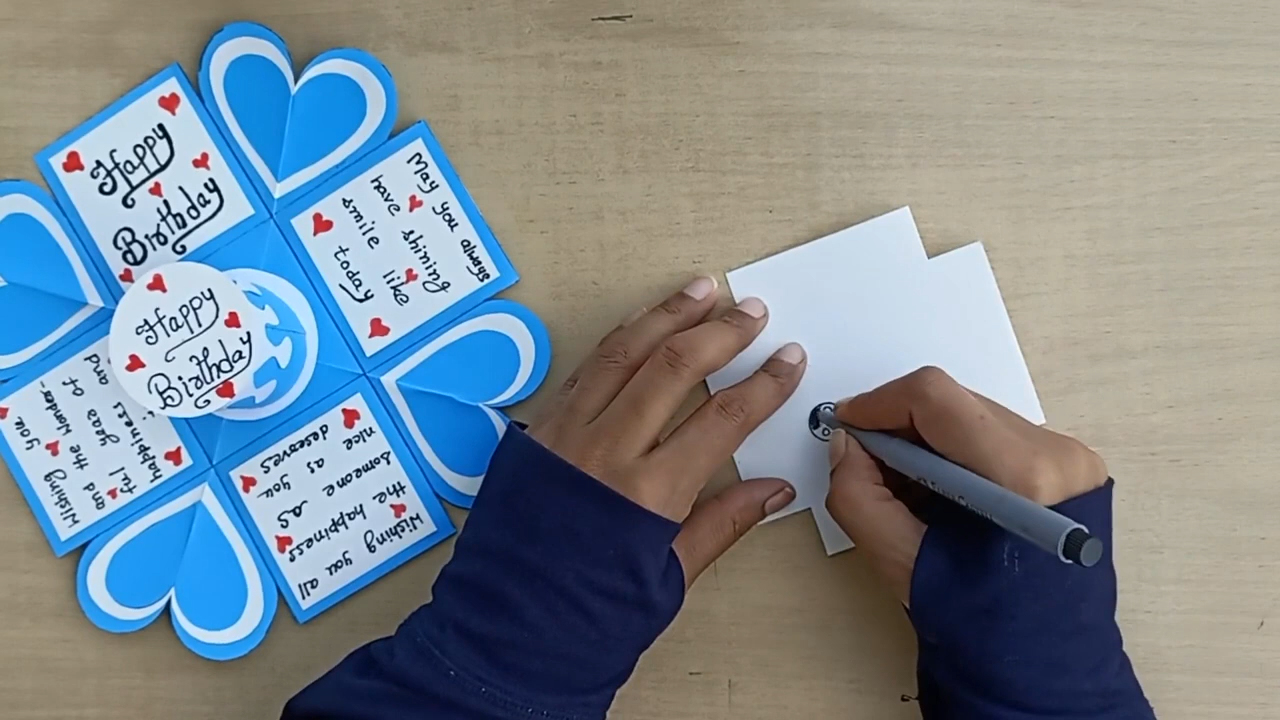 Happy
Birthday
May you always
have shining
smile like
today
Happy
Birthday
Wishing you
and the wonder-
ful years of
happiness and
Wishing you all
the happiness
someone as
nice as you
deserves